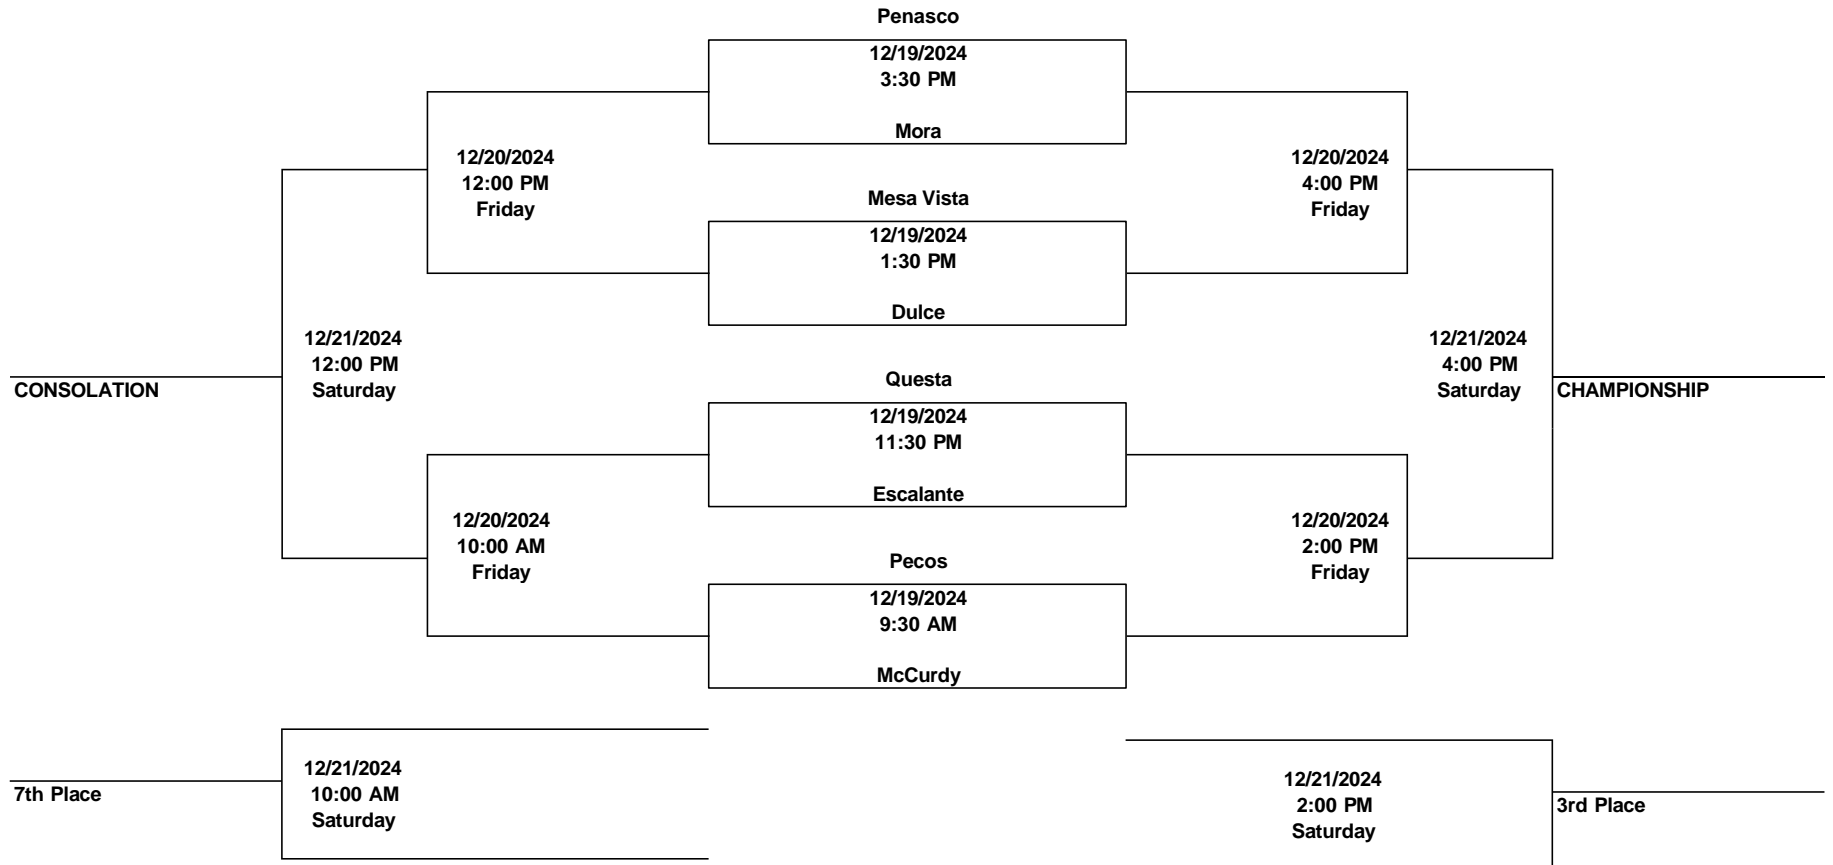 Penasco
12/19/2024
3:30 PM
Mora
12/20/2024
12:00 PM
Friday
12/20/2024
4:00 PM
Friday
Mesa Vista
12/19/2024
1:30 PM
Dulce
12/21/2024
12:00 PM
Saturday
12/21/2024
4:00 PM
Saturday
CONSOLATION
CHAMPIONSHIP
Questa
12/19/2024
11:30 PM
Escalante
12/20/2024
10:00 AM
Friday
12/20/2024
2:00 PM
Friday
Pecos
12/19/2024
9:30 AM
McCurdy
12/21/2024
10:00 AM
Saturday
7th Place
12/21/2024
2:00 PM
Saturday
3rd Place